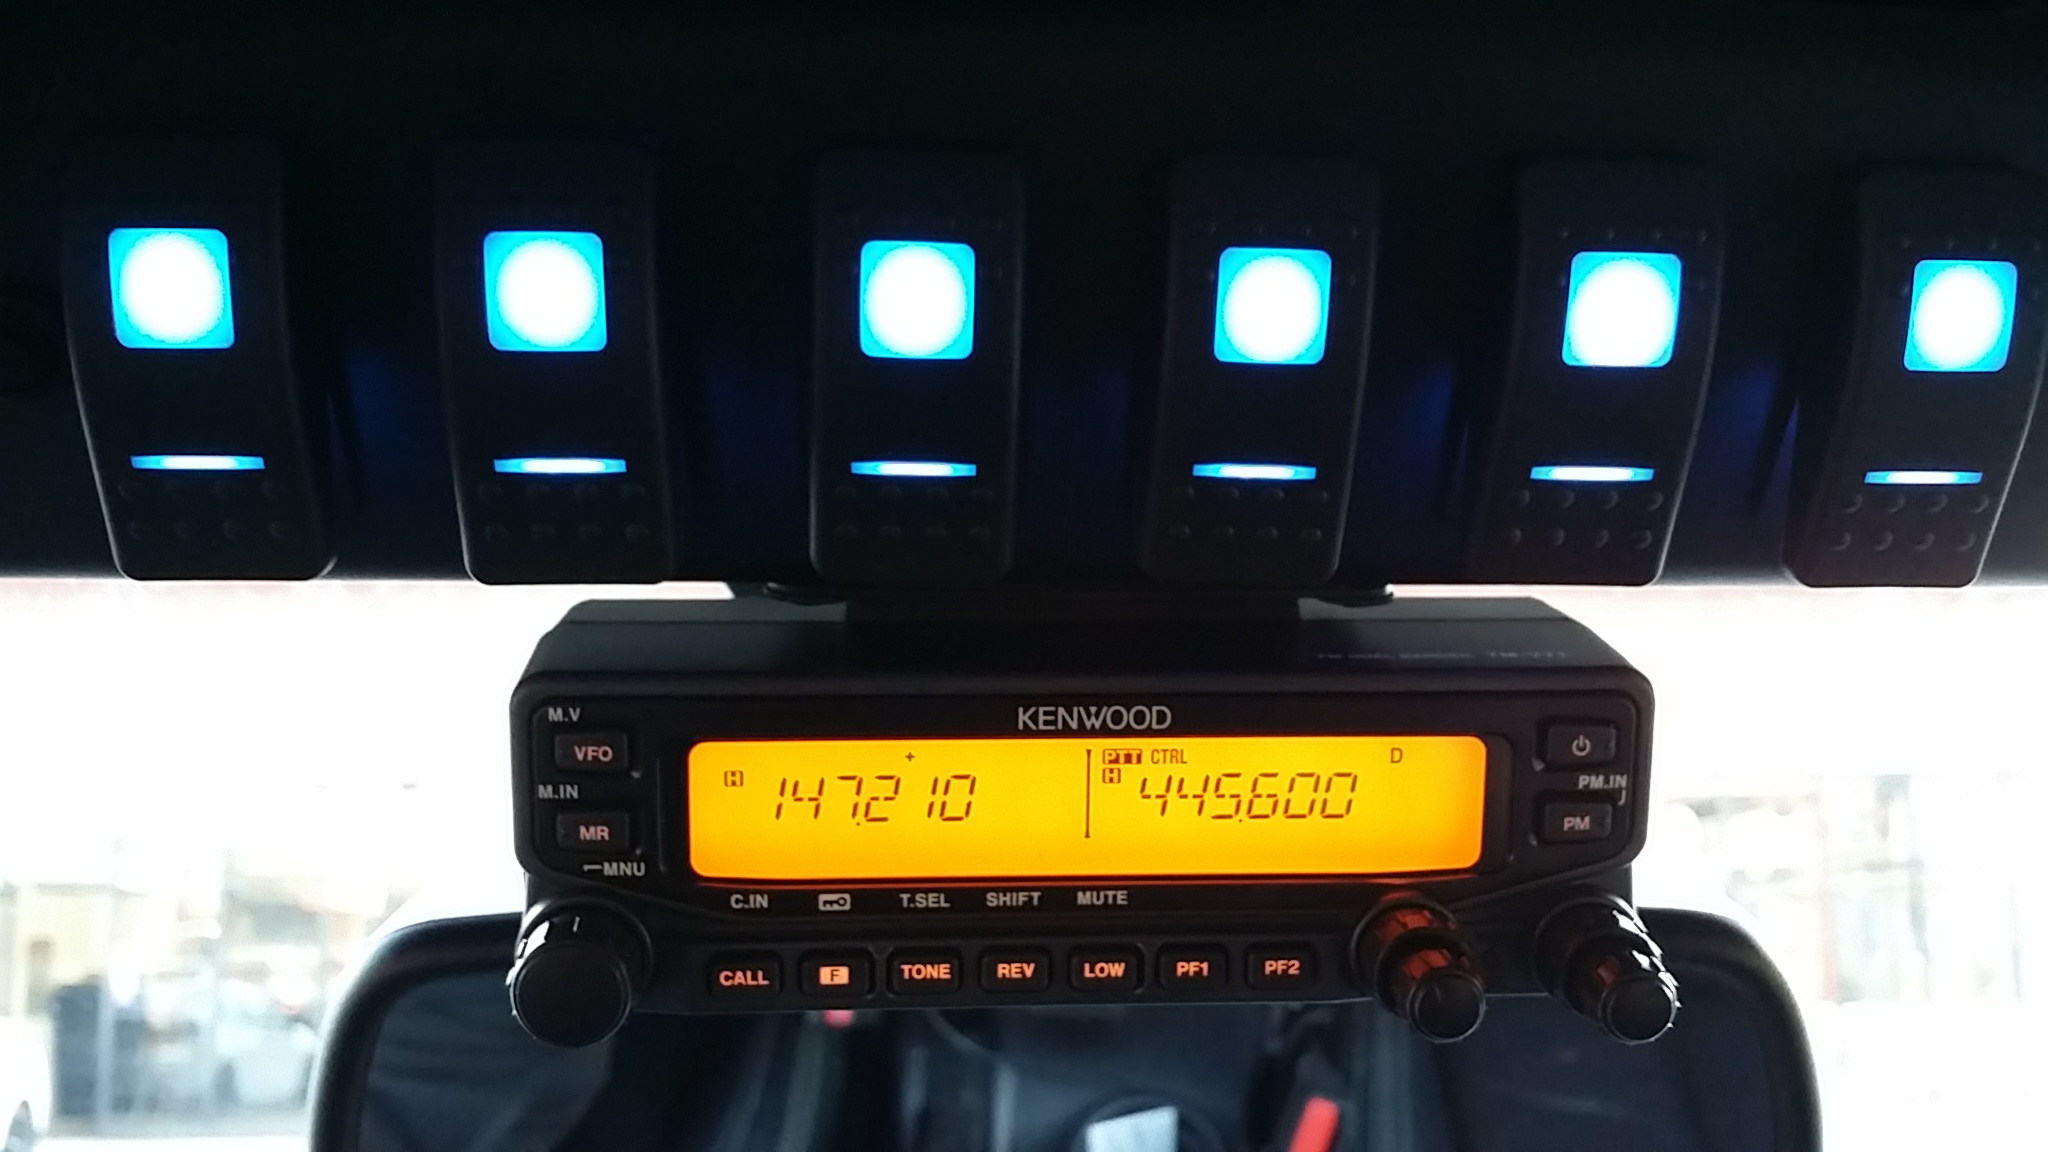 KENWOOD
M.V
VFO
M.IN
MR
MNU
+
H 147.210
PTT CTRL D
H 445.600
PM.IN
PM
C.IN T.SEL SHIFT MUTE
CALL F TONE REV LOW PF1 PF2